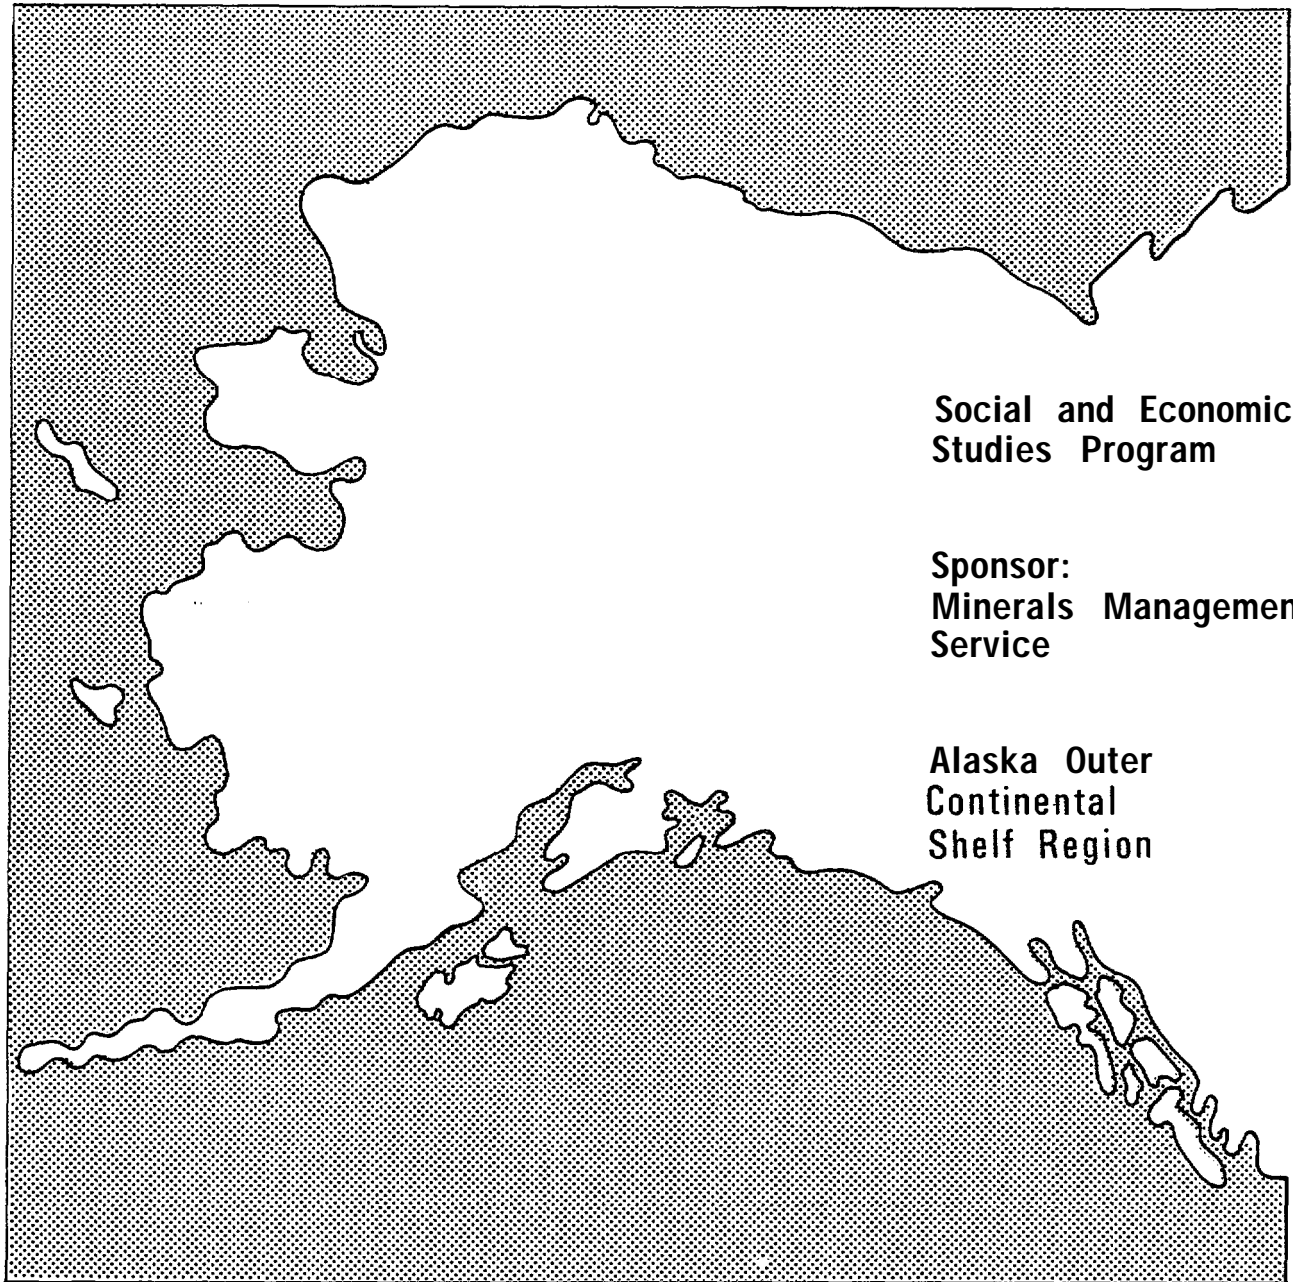 Social and Economic
Studies Program
Sponsor:
Minerals Managemen
Service
Alaska Outer
Continental
Shelf Region